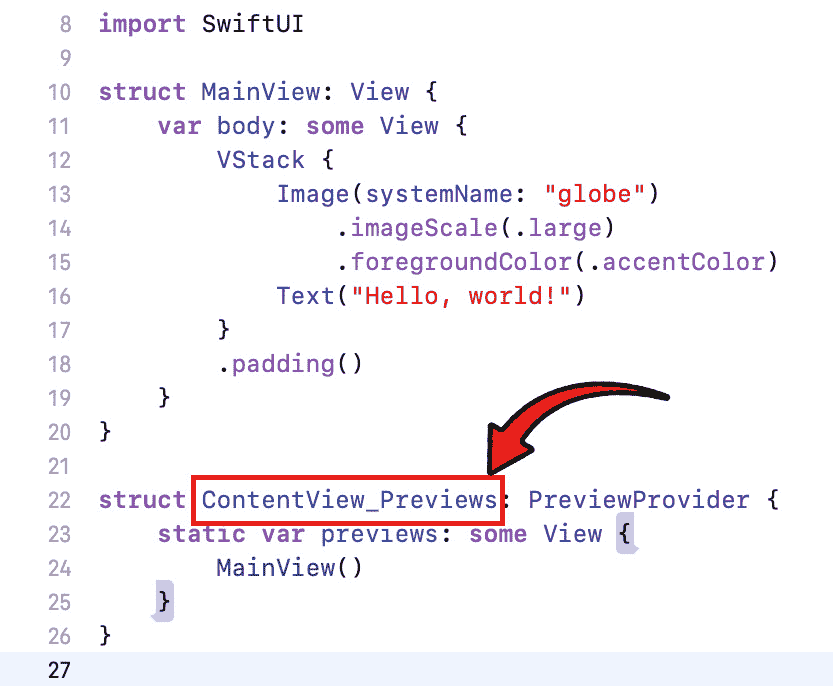 8 import SwiftUI
9
10 struct MainView: View {
11     var body: some View {
12         VStack {
13             Image(systemName: "globe")
14                 .imageScale(.large)
15                 .foregroundColor(.accentColor)
16             Text("Hello, world!")
17         }
18         .padding()
19     }
20 }
21
22 struct ContentView_Previews: PreviewProvider {
23     static var previews: some View {
24         MainView()
25     }
26 }
27